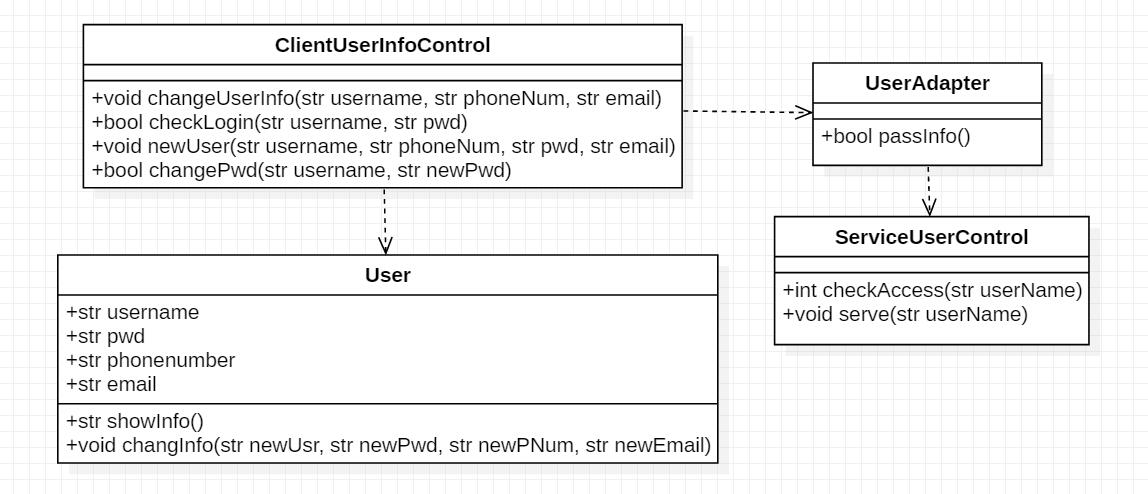 ClientUserInfoControl
+void changeUserInfo(str username, str phoneNum, str email)
+bool checkLogin(str username, str pwd)
+void newUser(str username, str phoneNum, str pwd, str email)
+bool changePwd(str username, str newPwd)
UserAdapter
+bool passInfo()
User
+str username
+str pwd
+str phonenumber
+str email
+str showInfo()
+void changInfo(str newUsr, str newPwd, str newPNum, str newEmail)
ServiceUserControl
+int checkAccess(str userName)
+void serve(str userName)